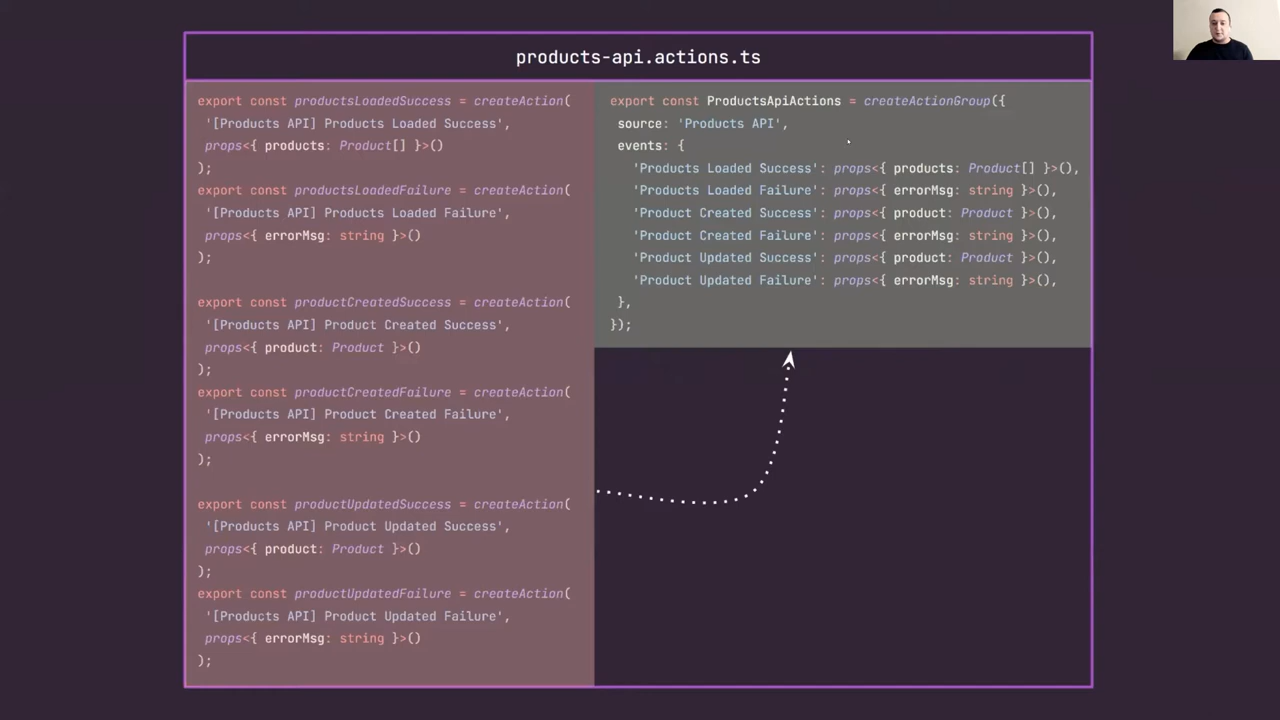 products-api.actions.ts
export const productsLoadedSuccess = createAction(
'[Products API] Products Loaded Success',
props<{ products: Product[] }>()
);
export const productsLoadedFailure = createAction(
'[Products API] Products Loaded Failure',
props<{ errorMsg: string }>()
);
export const productCreatedSuccess = createAction(
'[Products API] Product Created Success',
props<{ product: Product }>()
);
export const productCreatedFailure = createAction(
'[Products API] Product Created Failure',
props<{ errorMsg: string }>()
);
export const productUpdatedSuccess = createAction(
'[Products API] Product Updated Success',
props<{ product: Product }>()
);
export const productUpdatedFailure = createAction(
'[Products API] Product Updated Failure',
props<{ errorMsg: string }>()
);
export const ProductsApiActions = createActionGroup({
source: 'Products API',
events: {
'Products Loaded Success': props<{ products: Product[] }>(),
'Products Loaded Failure': props<{ errorMsg: string }>(),
'Product Created Success': props<{ product: Product }>(),
'Product Created Failure': props<{ errorMsg: string }>(),
'Product Updated Success': props<{ product: Product }>(),
'Product Updated Failure': props<{ errorMsg: string }>(),
},
});